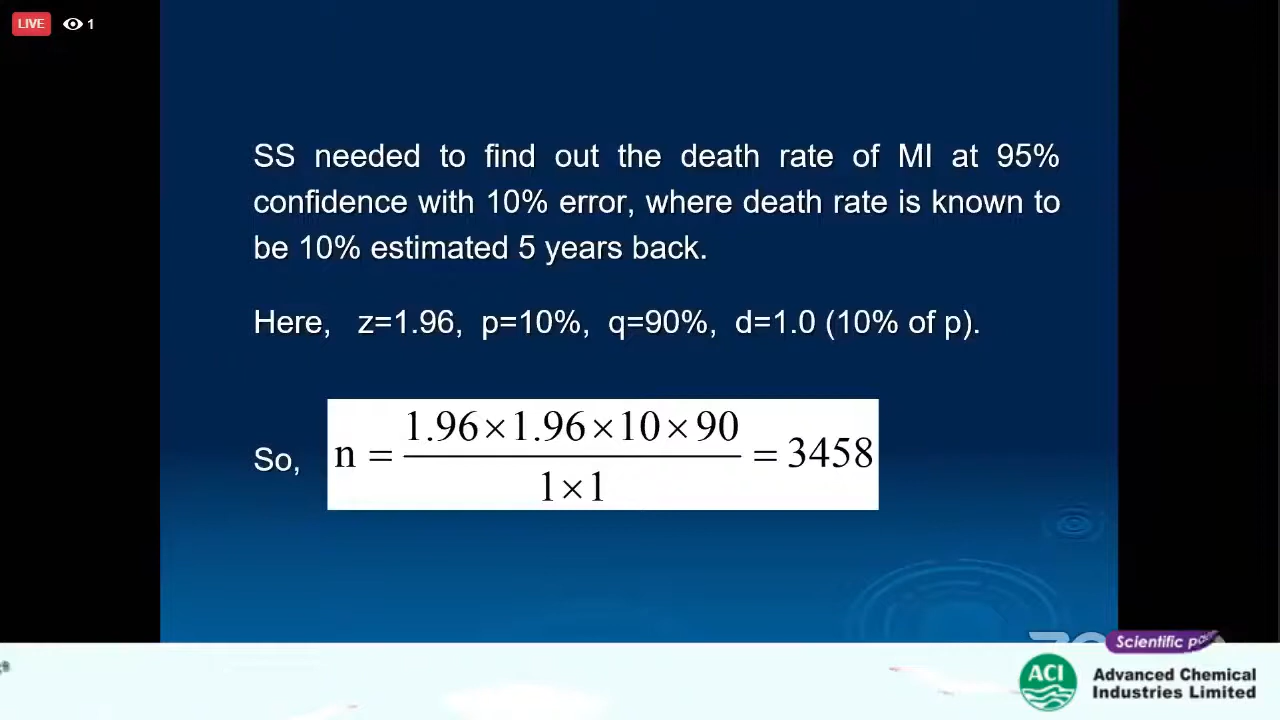 LIVE 1
SS needed to find out the death rate of MI at 95%
confidence with 10% error, where death rate is known to
be 10% estimated 5 years back.
Here, z=1.96, p=10%, q=90%, d=1.0 (10% of p).
So, n = 1.96×1.96×10×90 / 1×1 = 3458
Scientific
ACI
Advanced Chemical
Industries Limited